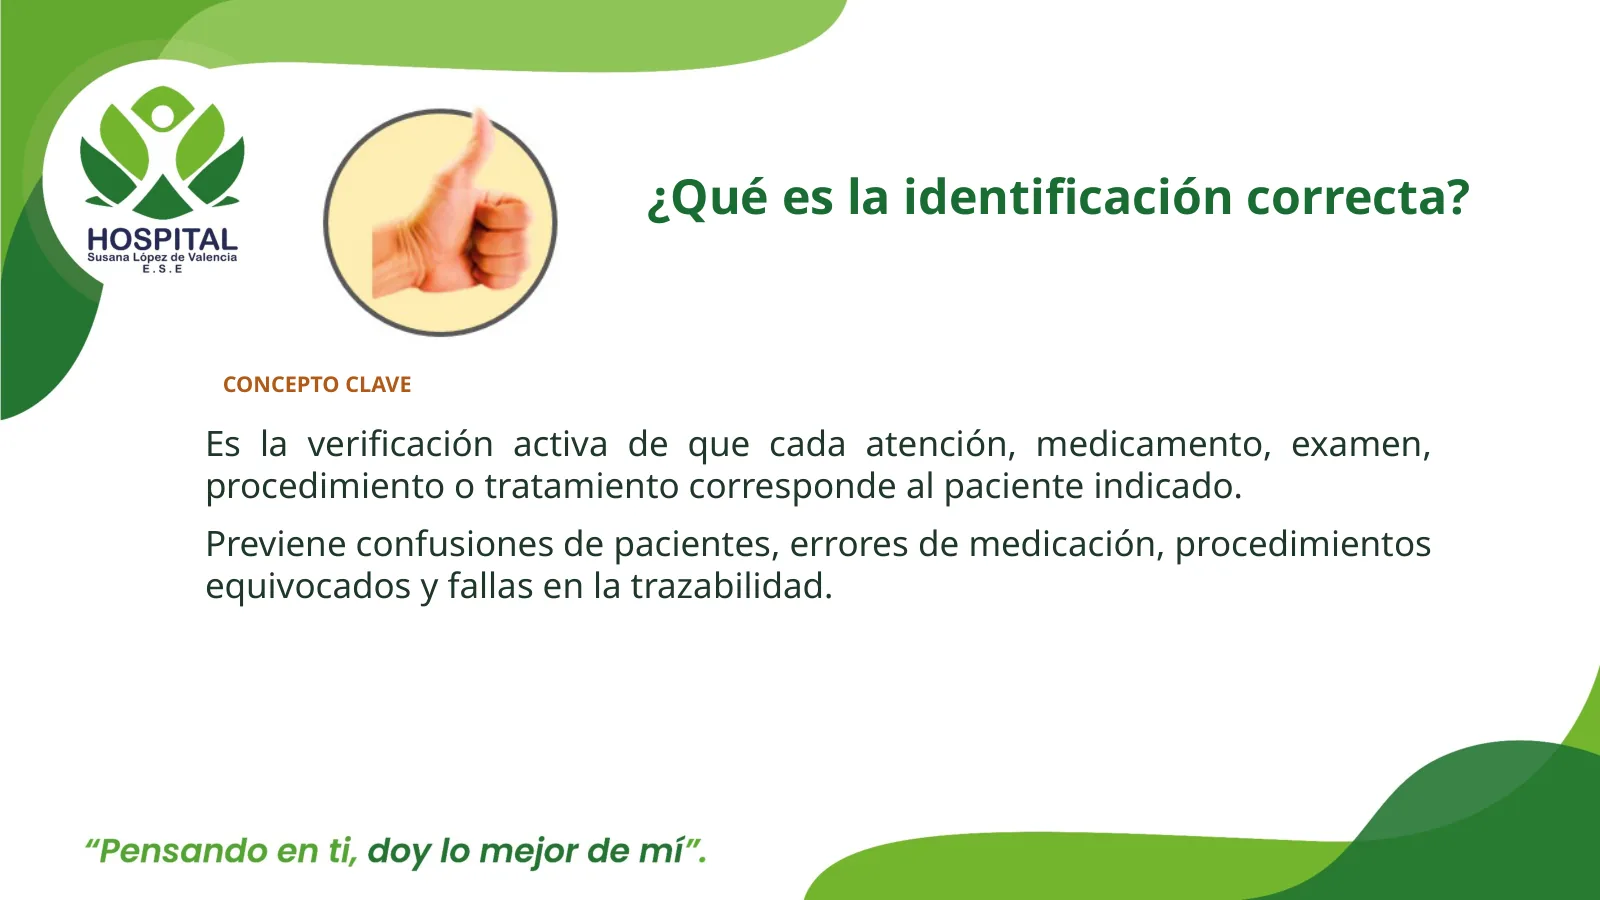 HOSPITAL
Susana López de Valencia
E.S.E
¿Qué es la identificación correcta?
CONCEPTO CLAVE
Es la verificación activa de que cada atención, medicamento, examen,
procedimiento o tratamiento corresponde al paciente indicado.
Previene confusiones de pacientes, errores de medicación, procedimientos
equivocados y fallas en la trazabilidad.
“Pensando en ti, doy lo mejor de mí”.